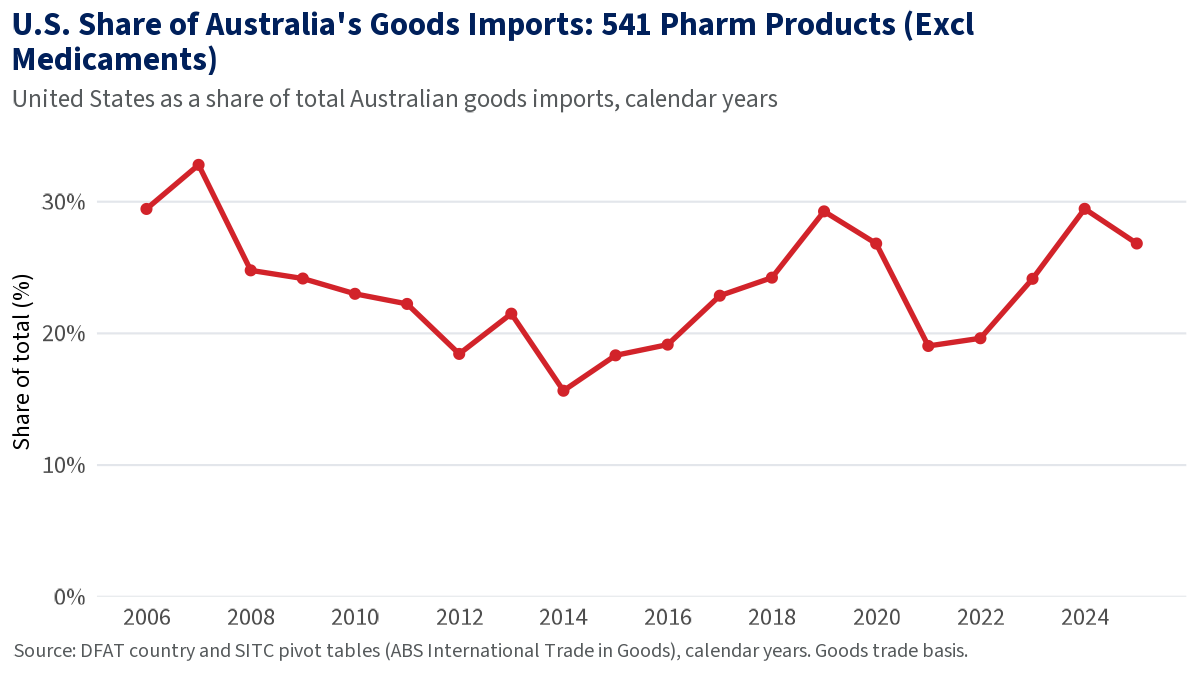 U.S. Share of Australia's Goods Imports: 541 Pharm Products (Excl
Medicaments)
United States as a share of total Australian goods imports, calendar years
Share of total (%)
30%
20%
10%
0%
2006 2008 2010 2012 2014 2016 2018 2020 2022 2024
Source: DFAT country and SITC pivot tables (ABS International Trade in Goods), calendar years. Goods trade basis.